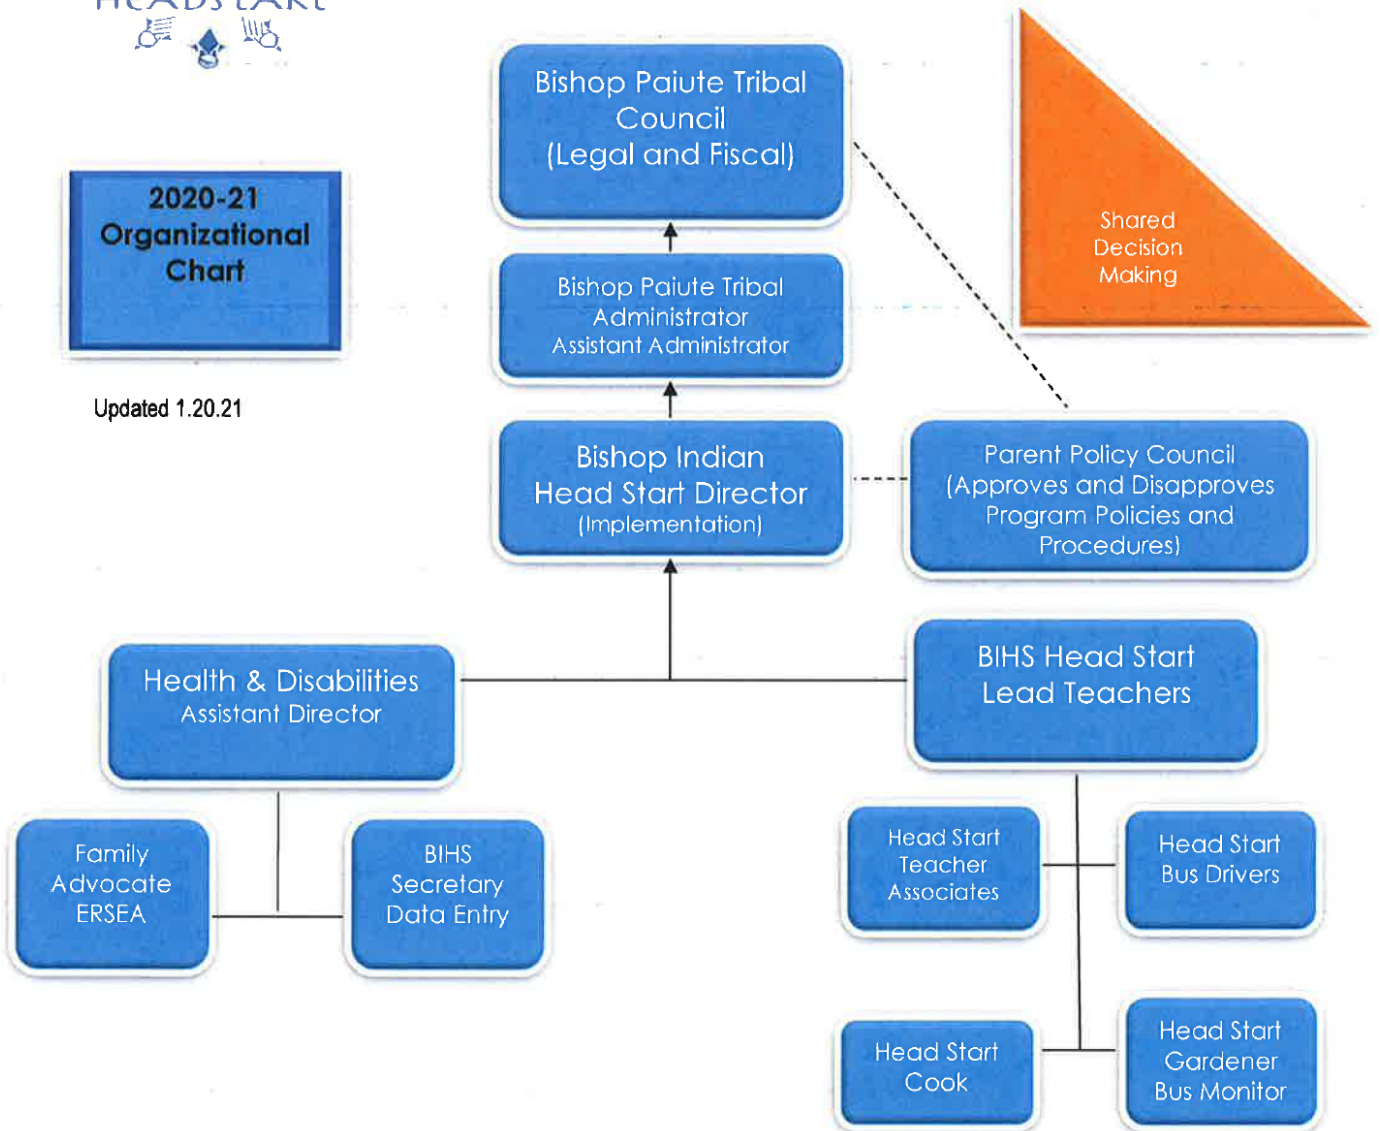 HEADSTART
Bishop Paiute Tribal
Council
(Legal and Fiscal)
2020-21
Organizational
Chart
Shared
Decision
Making
Bishop Paiute Tribal
Administrator
Assistant Administrator
Updated 1.20.21
Bishop Indian
Head Start Director
(Implementation)
Parent Policy Council
(Approves and Disapproves
Program Policies and
Procedures)
Health & Disabilities
Assistant Director
BIHS Head Start
Lead Teachers
Family
Advocate
ERSEA
BIHS
Secretary
Data Entry
Head Start
Teacher
Associates
Head Start
Bus Drivers
Head Start
Cook
Head Start
Gardener
Bus Monitor